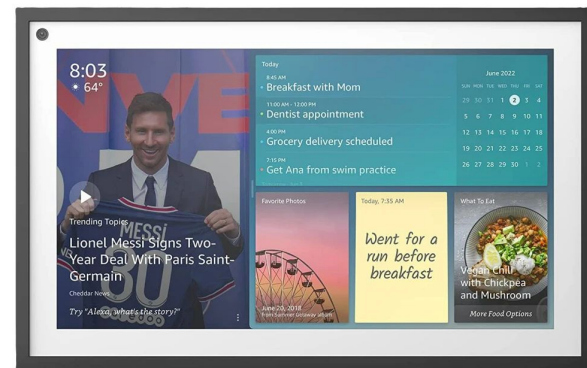 8:03
64°
MESSI
30
Trending Topics
Lionel Messi Signs Two-
Year Deal With Paris Saint-
Germain
Cheddar News
Try "Alexa, what's the story?"
Today
8:45 AM
Breakfast with Mom
11:00 AM - 12:00 PM
Dentist appointment
4:00 PM
Grocery delivery scheduled
7:15 PM
Get Ana from swim practice
June 2022
SUN MON TUE WED THU FRI SAT
29 30 31 1 2 3 4
5 6 7 8 9 10 11
12 13 14 15 16 17 18
19 20 21 22 23 24 25
26 27 28 29 30 1 2
Favorite Photos
June 20, 2018
from Summer Getaway album
Today, 7:35 AM
Went for a
run before
breakfast
What To Eat
Vegan Chili
with Chickpea
and Mushroom
More Food Options